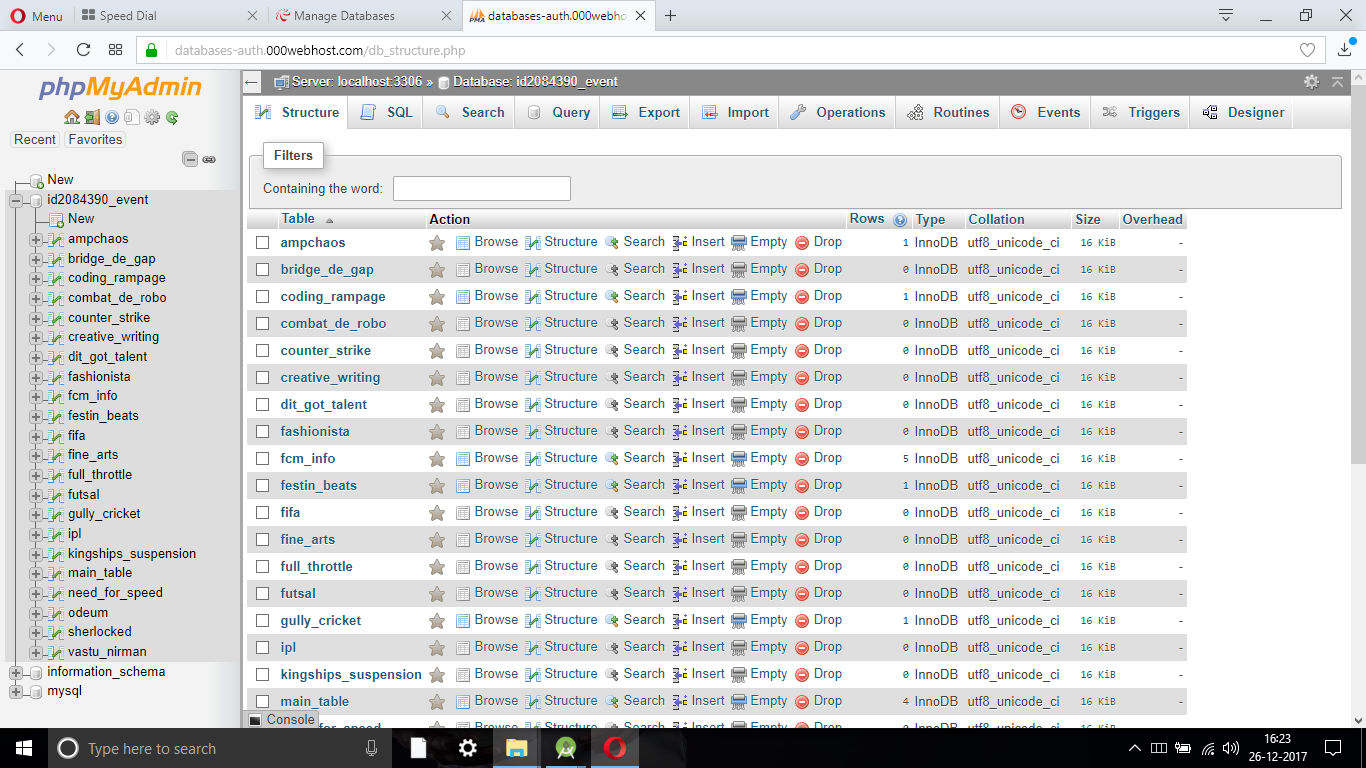 Menu Speed Dial Manage Databases databases-auth.000webho
databases-auth.000webhost.com/db_structure.php
phpMyAdmin
Recent Favorites
New
id2084390_event
New
ampchaos
bridge_de_gap
coding_rampage
combat_de_robo
counter_strike
creative_writing
dit_got_talent
fashionista
fcm_info
festin_beats
fifa
fine_arts
full_throttle
futsal
gully_cricket
ipl
kingships_suspension
main_table
need_for_speed
odeum
sherlocked
vastu_nirman
information_schema
mysql
Server: localhost:3306 » Database: id2084390_event
Structure SQL Search Query Export Import Operations Routines Events Triggers Designer
Filters
Containing the word:
Table Action Rows Type Collation Size Overhead
ampchaos Browse Structure Search Insert Empty Drop 1 InnoDB utf8_unicode_ci 16 KiB -
bridge_de_gap Browse Structure Search Insert Empty Drop 0 InnoDB utf8_unicode_ci 16 KiB -
coding_rampage Browse Structure Search Insert Empty Drop 1 InnoDB utf8_unicode_ci 16 KiB -
combat_de_robo Browse Structure Search Insert Empty Drop 0 InnoDB utf8_unicode_ci 16 KiB -
counter_strike Browse Structure Search Insert Empty Drop 0 InnoDB utf8_unicode_ci 16 KiB -
creative_writing Browse Structure Search Insert Empty Drop 0 InnoDB utf8_unicode_ci 16 KiB -
dit_got_talent Browse Structure Search Insert Empty Drop 0 InnoDB utf8_unicode_ci 16 KiB -
fashionista Browse Structure Search Insert Empty Drop 0 InnoDB utf8_unicode_ci 16 KiB -
fcm_info Browse Structure Search Insert Empty Drop 5 InnoDB utf8_unicode_ci 16 KiB -
festin_beats Browse Structure Search Insert Empty Drop 1 InnoDB utf8_unicode_ci 16 KiB -
fifa Browse Structure Search Insert Empty Drop 0 InnoDB utf8_unicode_ci 16 KiB -
fine_arts Browse Structure Search Insert Empty Drop 0 InnoDB utf8_unicode_ci 16 KiB -
full_throttle Browse Structure Search Insert Empty Drop 0 InnoDB utf8_unicode_ci 16 KiB -
futsal Browse Structure Search Insert Empty Drop 0 InnoDB utf8_unicode_ci 16 KiB -
gully_cricket Browse Structure Search Insert Empty Drop 1 InnoDB utf8_unicode_ci 16 KiB -
ipl Browse Structure Search Insert Empty Drop 0 InnoDB utf8_unicode_ci 16 KiB -
kingships_suspension Browse Structure Search Insert Empty Drop 0 InnoDB utf8_unicode_ci 16 KiB -
main_table Browse Structure Search Insert Empty Drop 4 InnoDB utf8_unicode_ci 16 KiB -
for_speed Browse Structure Search Insert Empty Drop 0 InnoDB utf8_unicode_ci 16 KiB -
Console
Type here to search
16:23
26-12-2017